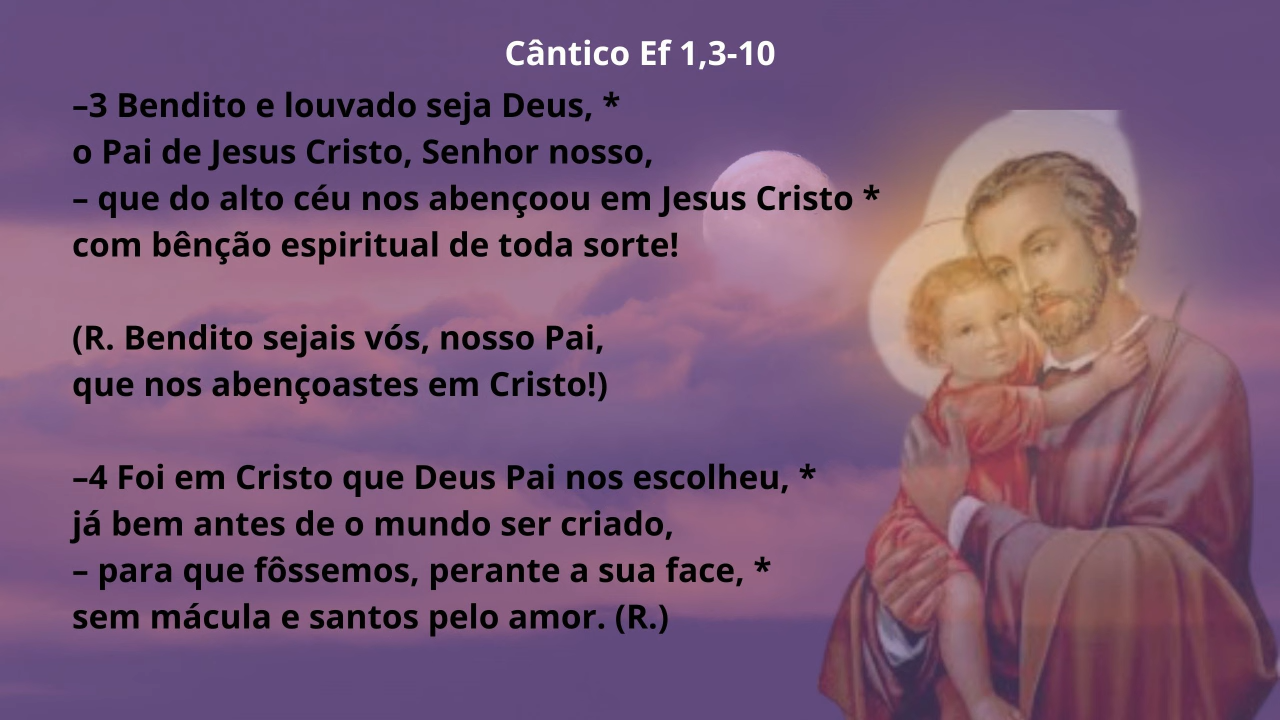 Cântico Ef 1,3-10
–3 Bendito e louvado seja Deus, *
o Pai de Jesus Cristo, Senhor nosso,
– que do alto céu nos abençoou em Jesus Cristo *
com bênção espiritual de toda sorte!
(R. Bendito sejais vós, nosso Pai,
que nos abençoastes em Cristo!)
–4 Foi em Cristo que Deus Pai nos escolheu, *
já bem antes de o mundo ser criado,
– para que fôssemos, perante a sua face, *
sem mácula e santos pelo amor. (R.)